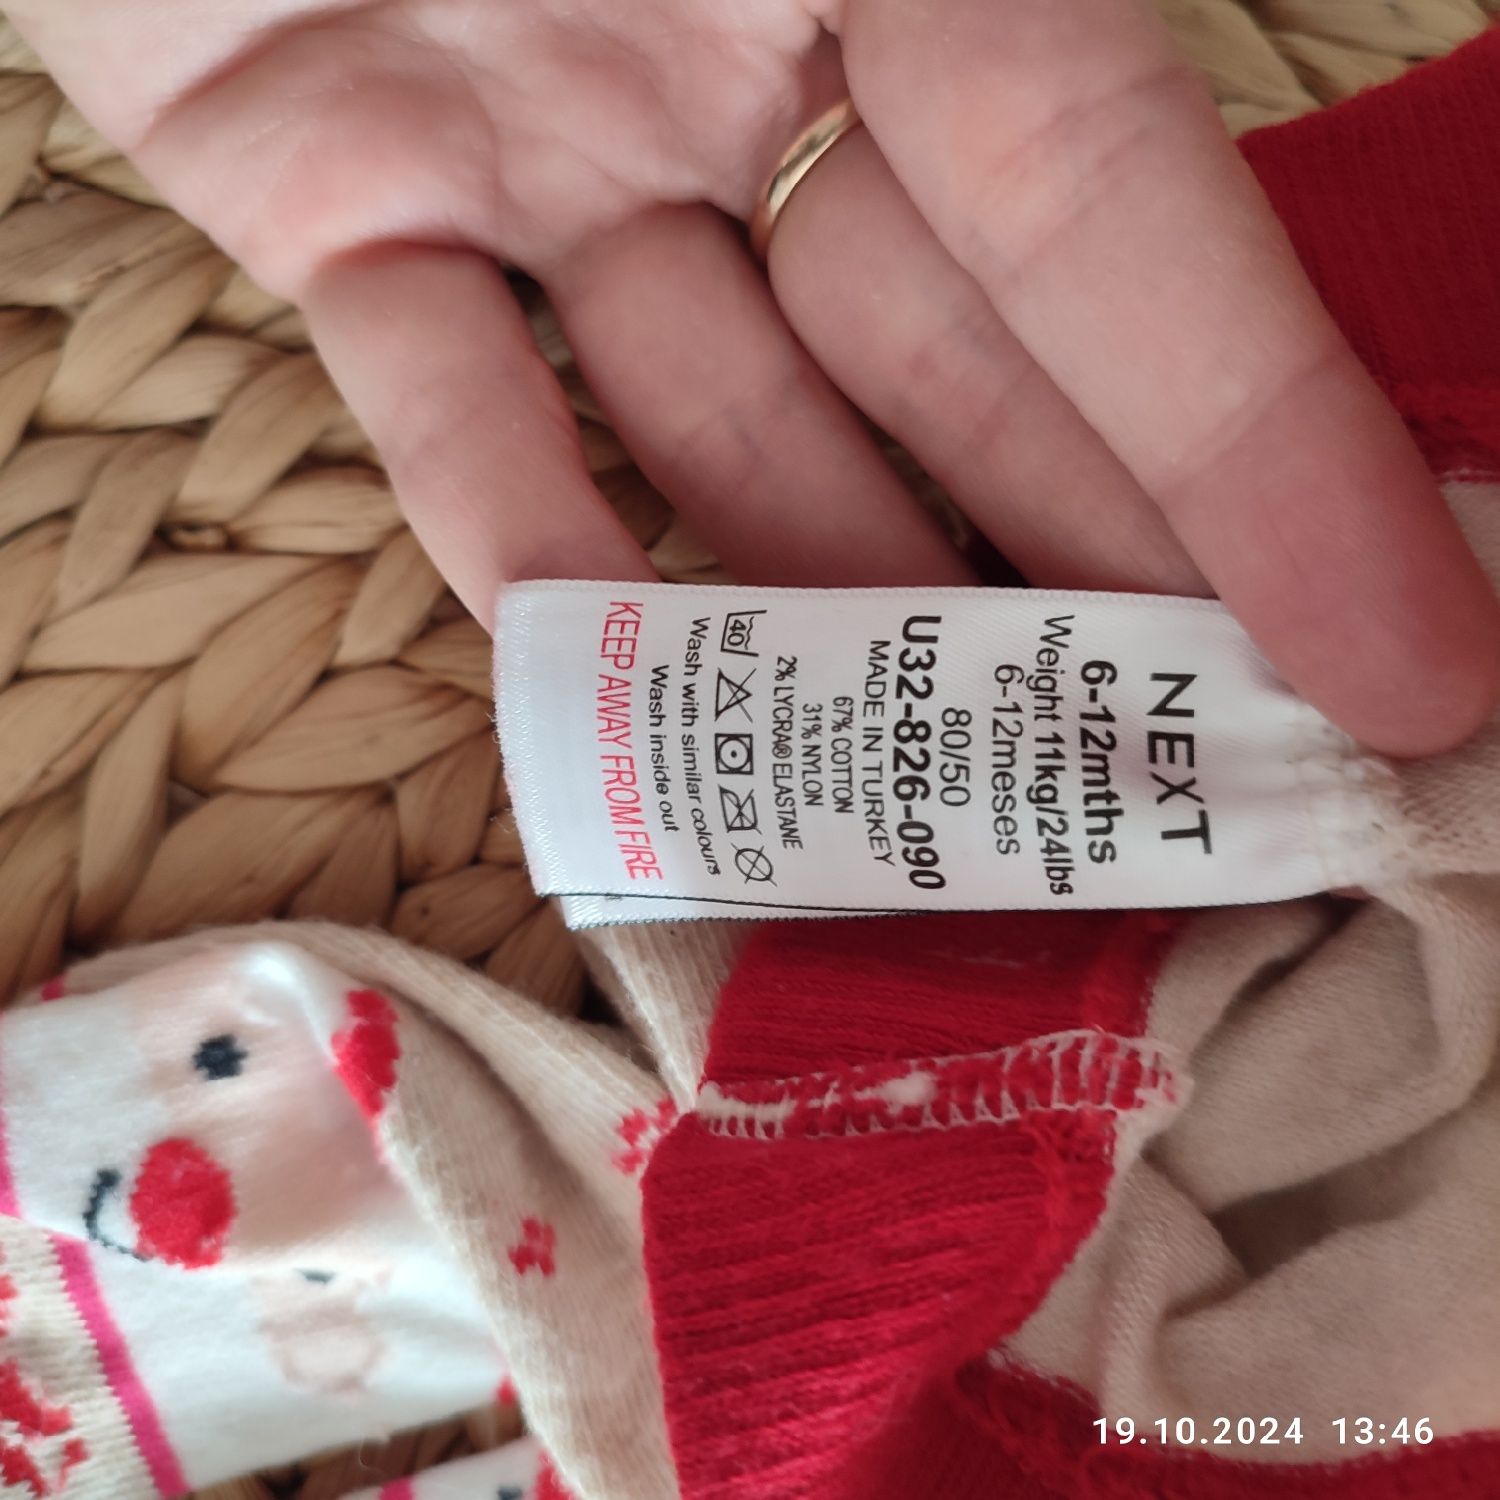 NEXT
6-12mths
Weight 11kg/24lbs
6-12meses
80/50
U32-826-090
MADE IN TURKEY
67% COTTON
31% NYLON
2% LYCRA® ELASTANE
40
Wash with similar colours
Wash inside out
KEEP AWAY FROM FIRE
19.10.2024 13:46